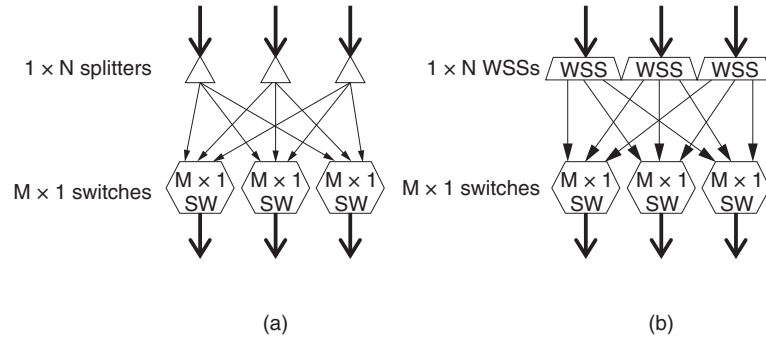 1 × N splitters
M × 1 switches
M × 1
SW
M × 1
SW
M × 1
SW
(a)
1 × N WSSs
WSS
WSS
WSS
M × 1 switches
M × 1
SW
M × 1
SW
M × 1
SW
(b)